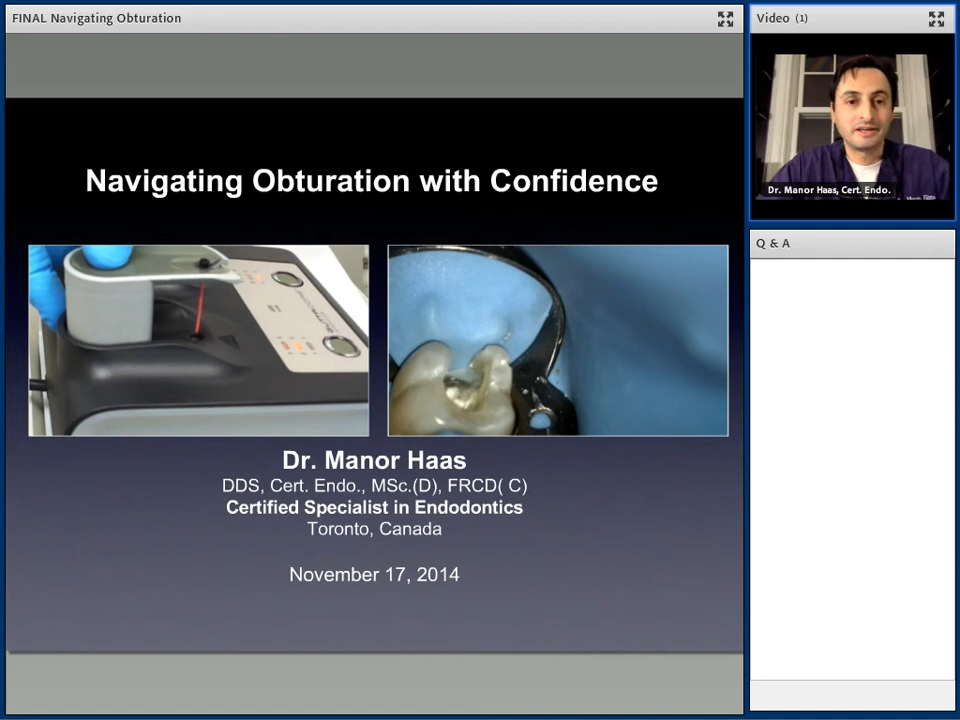 FINAL Navigating Obturation
Video (1)
Dr. Manor Haas, Cert. Endo.
Q & A
Navigating Obturation with Confidence
Dr. Manor Haas
DDS, Cert. Endo., MSc.(D), FRCD( C)
Certified Specialist in Endodontics
Toronto, Canada
November 17, 2014